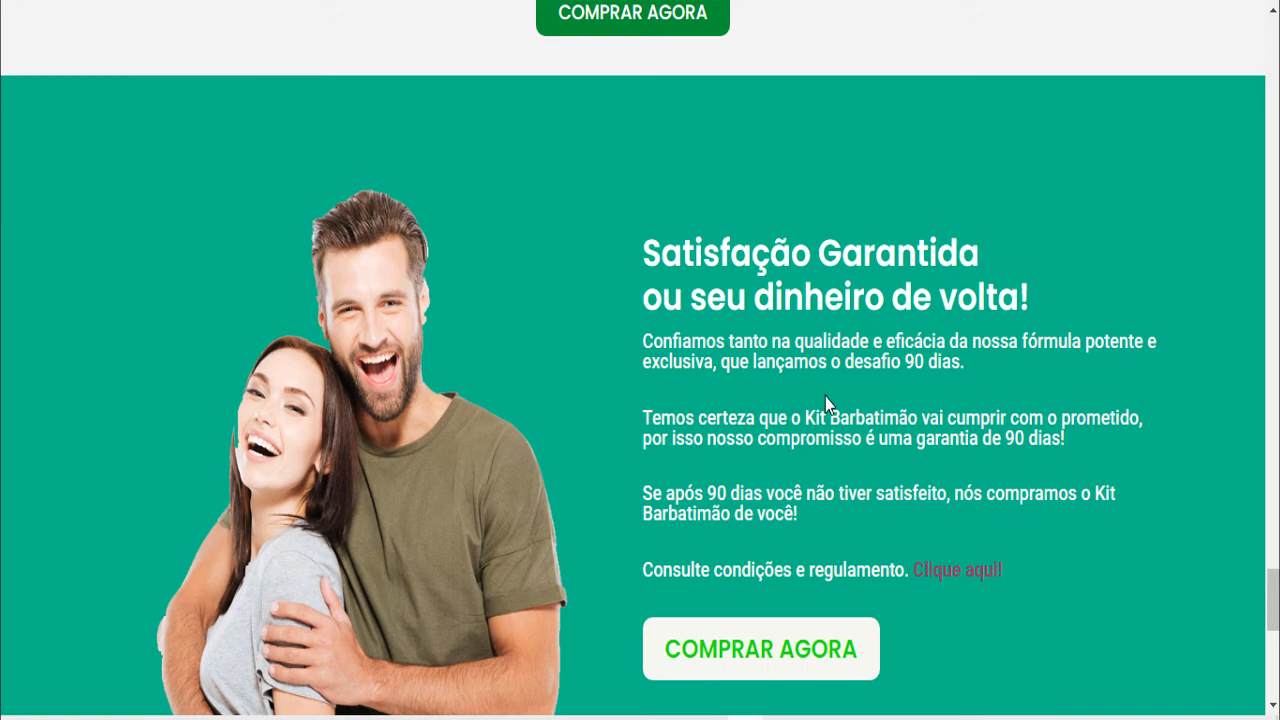 COMPRAR AGORA
Satisfação Garantida
ou seu dinheiro de volta!
Confiamos tanto na qualidade e eficácia da nossa fórmula potente e
exclusiva, que lançamos o desafio 90 dias.
Temos certeza que o Kit Barbatimão vai cumprir com o prometido,
por isso nosso compromisso é uma garantia de 90 dias!
Se após 90 dias você não tiver satisfeito, nós compramos o Kit
Barbatimão de você!
Consulte condições e regulamento. Clique aqui!
COMPRAR AGORA